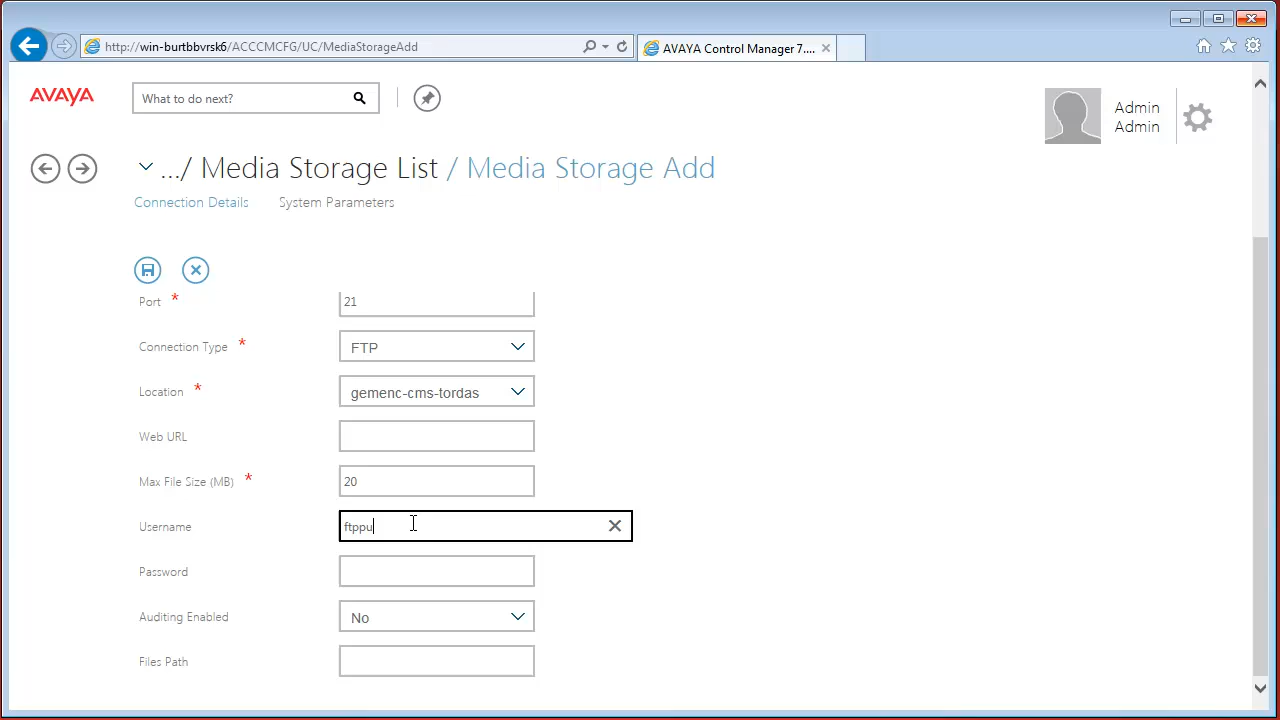 http://win-burtbbvrsk6/ACCCMCFG/UC/MediaStorageAdd
AVAYA Control Manager 7....
AVAYA
What to do next?
Admin
Admin
.../ Media Storage List / Media Storage Add
Connection Details System Parameters
Port * 21
Connection Type * FTP
Location * gemenc-cms-tordas
Web URL
Max File Size (MB) * 20
Username ftppu
Password
Auditing Enabled No
Files Path